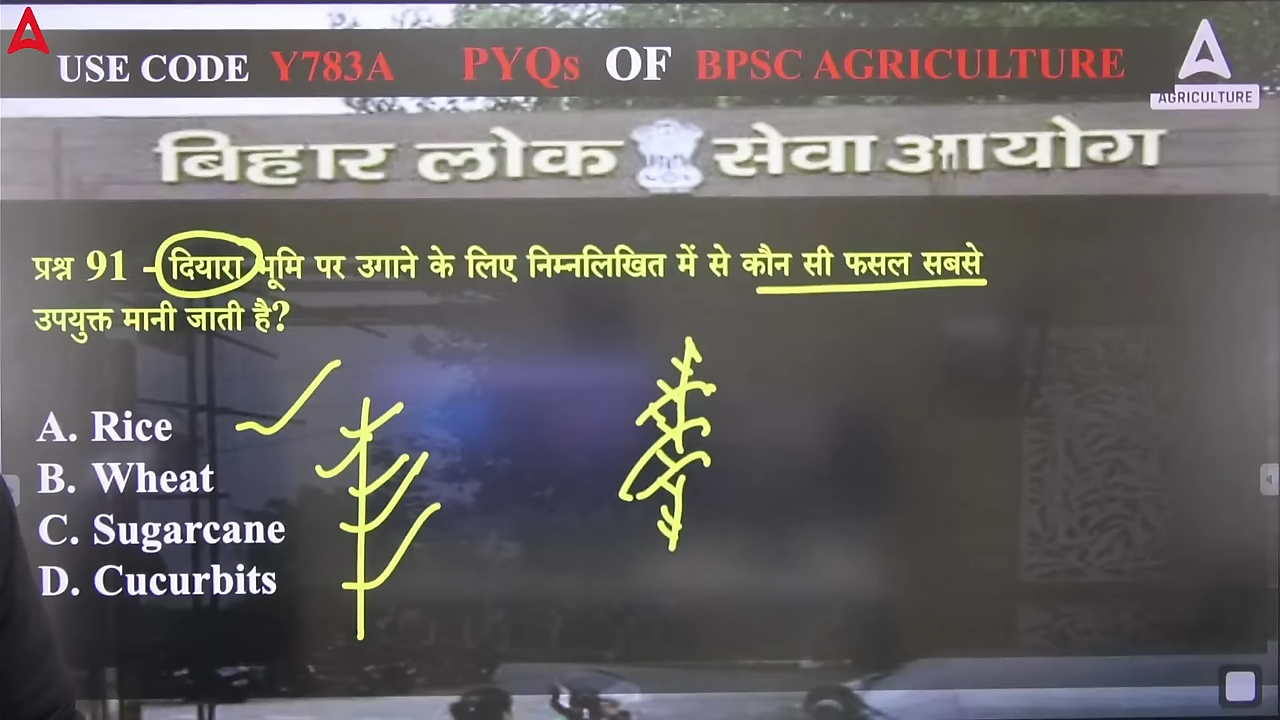 USE CODE Y783A PYQs OF BPSC AGRICULTURE
AGRICULTURE
बिहार लोक सेवा आयोग
प्रश्न 91 - दियारा भूमि पर उगाने के लिए निम्नलिखित में से कौन सी फसल सबसे
उपयुक्त मानी जाती है?
A. Rice
B. Wheat
C. Sugarcane
D. Cucurbits